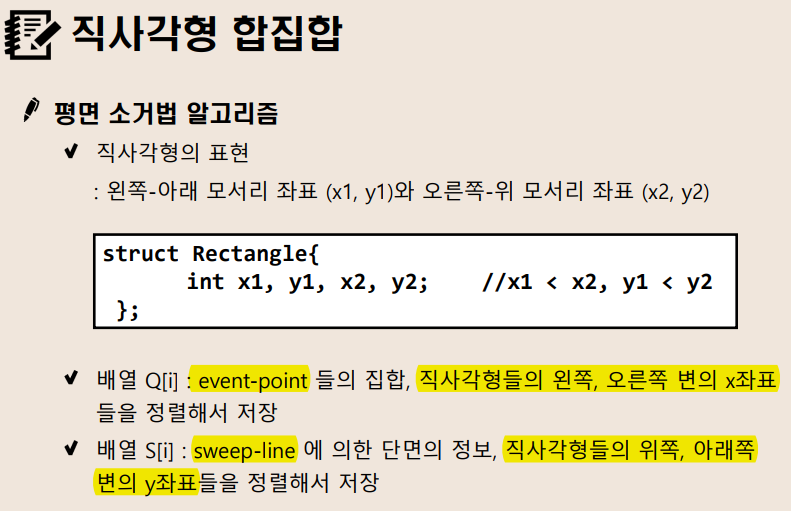 직사각형 합집합
평면 소거법 알고리즘
직사각형의 표현
: 왼쪽-아래 모서리 좌표 (x1, y1)와 오른쪽-위 모서리 좌표 (x2, y2)
struct Rectangle{
int x1, y1, x2, y2;    //x1 < x2, y1 < y2
};
배열 Q[i] : event-point 들의 집합, 직사각형들의 왼쪽, 오른쪽 변의 x좌표
들을 정렬해서 저장
배열 S[i] : sweep-line 에 의한 단면의 정보, 직사각형들의 위쪽, 아래쪽
변의 y좌표들을 정렬해서 저장